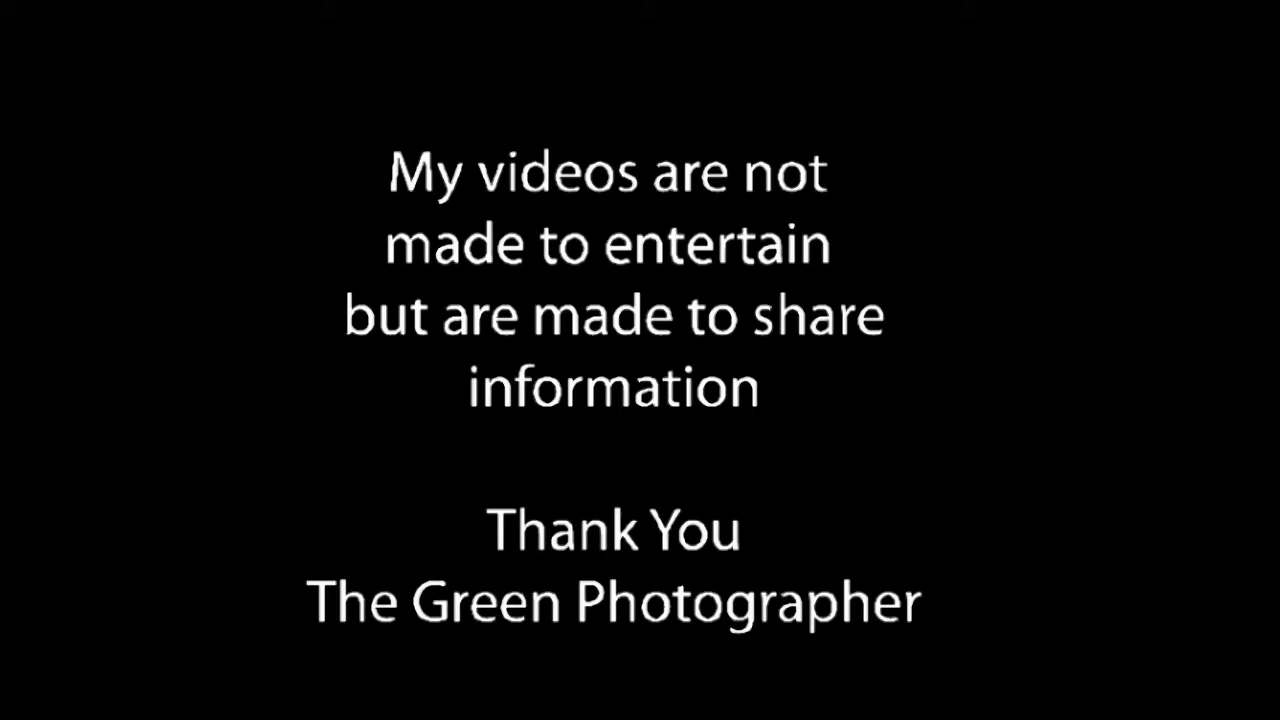 My videos are not
made to entertain
but are made to share
information
Thank You
The Green Photographer